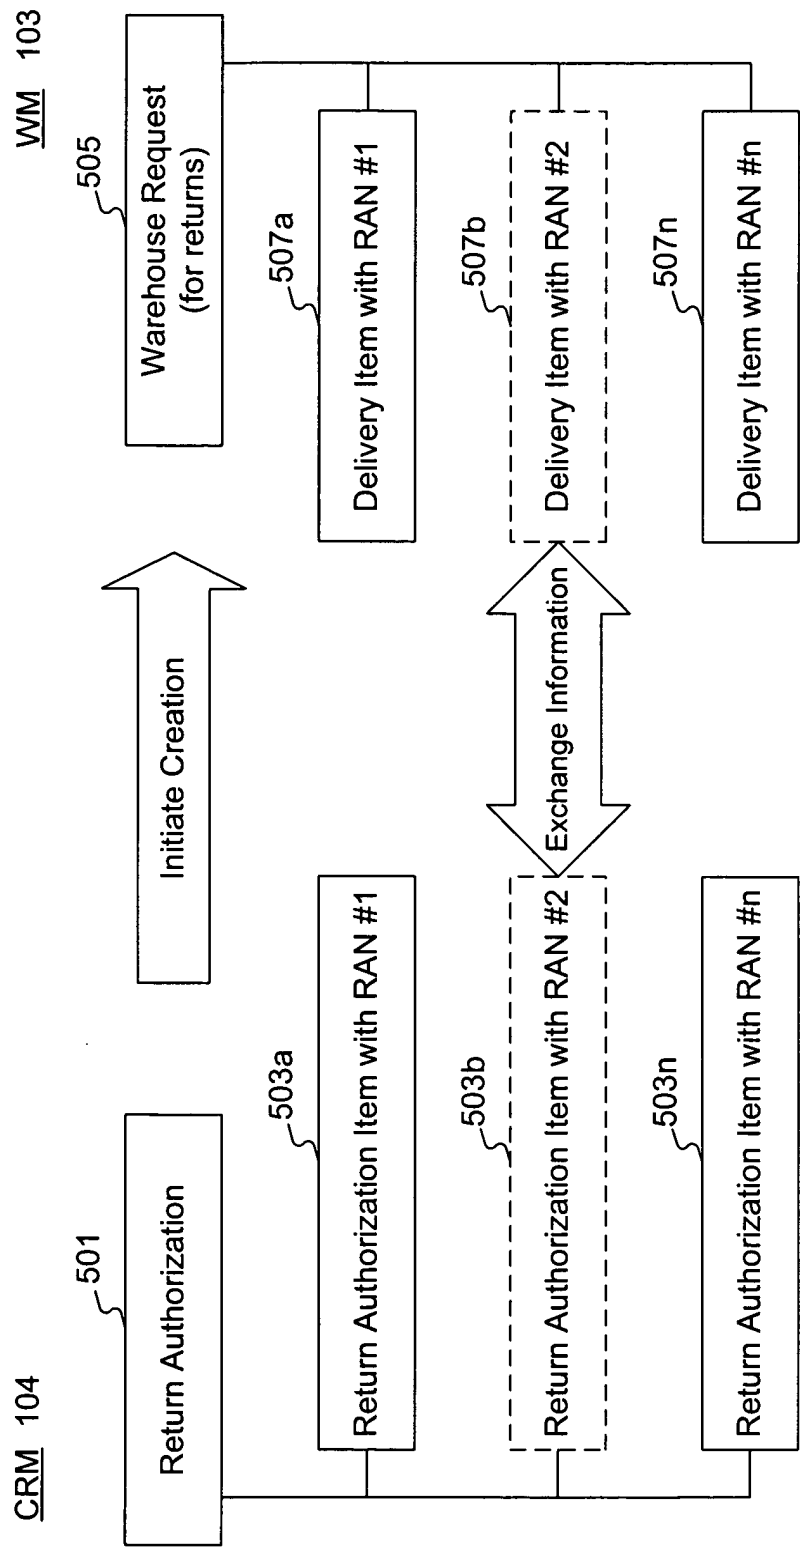 CRM 104
WM 103
501
Return Authorization
Initiate Creation
505
Warehouse Request
(for returns)
503a
Return Authorization Item with RAN #1
507a
Delivery Item with RAN #1
503b
Return Authorization Item with RAN #2
Exchange Information
507b
Delivery Item with RAN #2
503n
Return Authorization Item with RAN #n
507n
Delivery Item with RAN #n